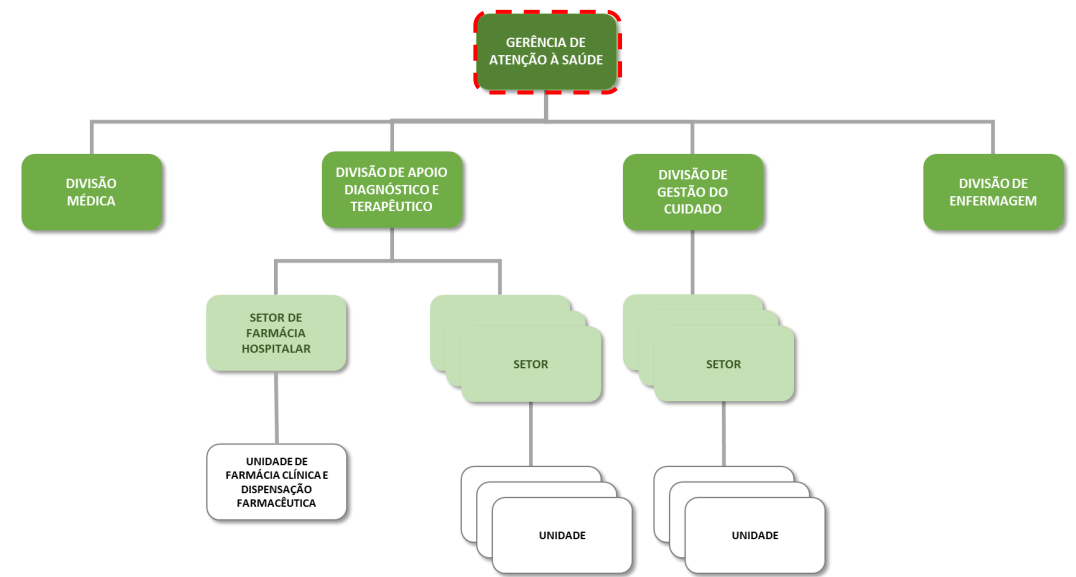 GERÊNCIA DE
ATENÇÃO À SAÚDE
DIVISÃO
MÉDICA
DIVISÃO DE APOIO
DIAGNÓSTICO E
TERAPÊUTICO
DIVISÃO DE
GESTÃO DO
CUIDADO
DIVISÃO DE
ENFERMAGEM
SETOR DE
FARMÁCIA
HOSPITALAR
SETOR
SETOR
UNIDADE DE
FARMÁCIA CLÍNICA E
DISPENSAÇÃO
FARMACÊUTICA
UNIDADE
UNIDADE